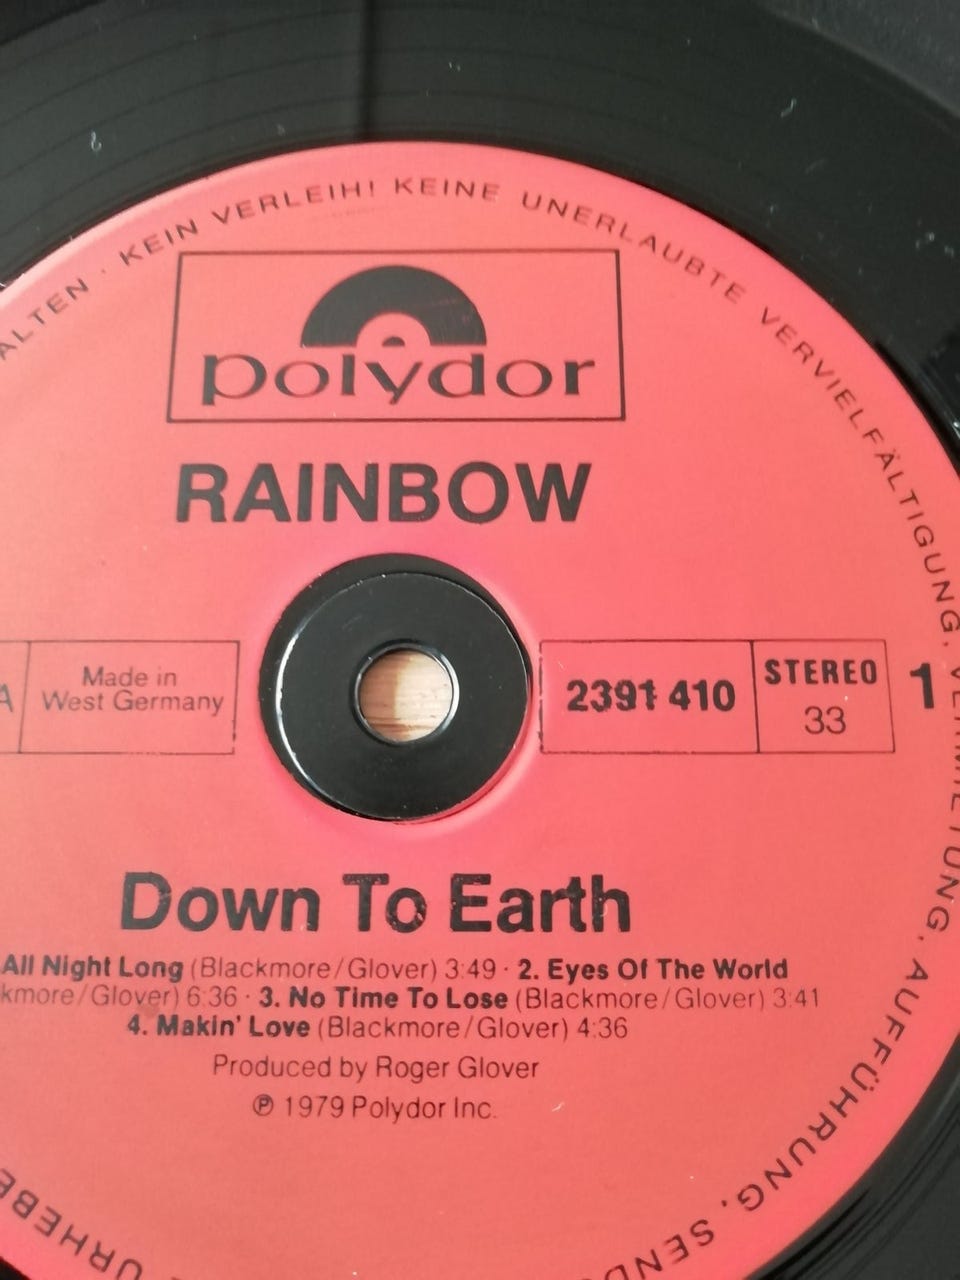 ALTEN · KEIN VERLEIH! KEINE UNERLAUBTE VERVIELFÄLTIGUNG, VERMIETUNG, AUFFÜHRUNG, SEND
polydor
RAINBOW
A
Made in
West Germany
2391 410
STEREO
33
1
Down To Earth
All Night Long (Blackmore/Glover) 3:49 · 2. Eyes Of The World
kmore/Glover) 6:36 · 3. No Time To Lose (Blackmore/Glover) 3:41
4. Makin' Love (Blackmore/Glover) 4:36
Produced by Roger Glover
℗ 1979 Polydor Inc.
URHEBE